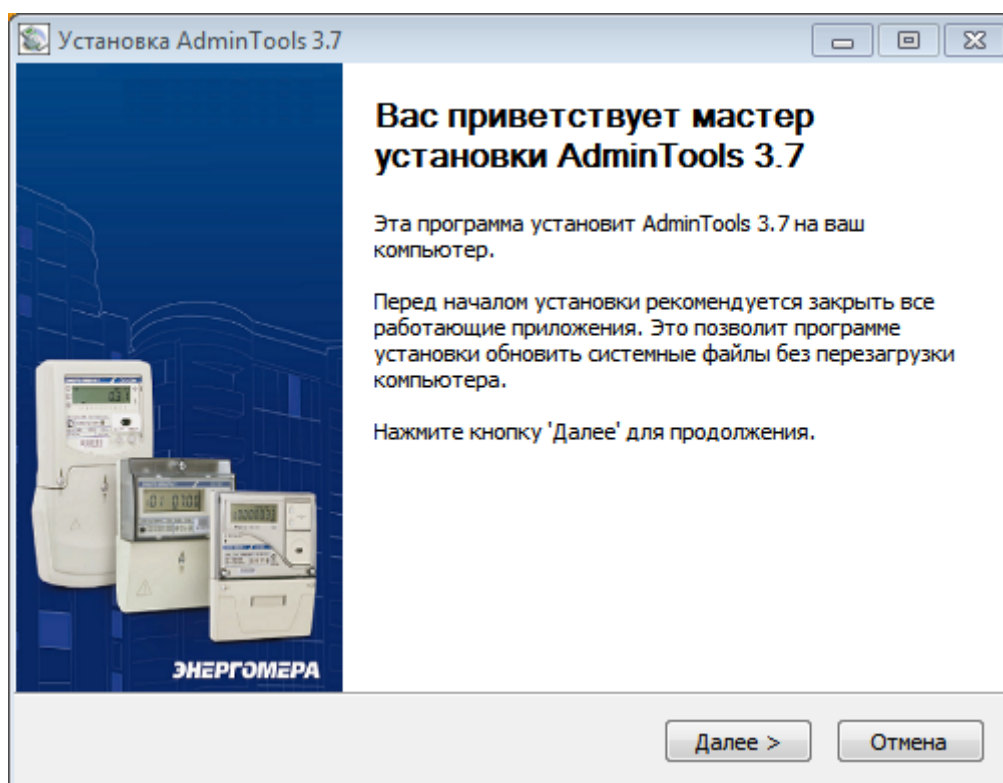 Установка AdminTools 3.7
Вас приветствует мастер
установки AdminTools 3.7
Эта программа установит AdminTools 3.7 на ваш
компьютер.
Перед началом установки рекомендуется закрыть все
работающие приложения. Это позволит программе
установки обновить системные файлы без перезагрузки
компьютера.
Нажмите кнопку 'Далее' для продолжения.
ЭНЕРГОМЕРА
Далее >
Отмена